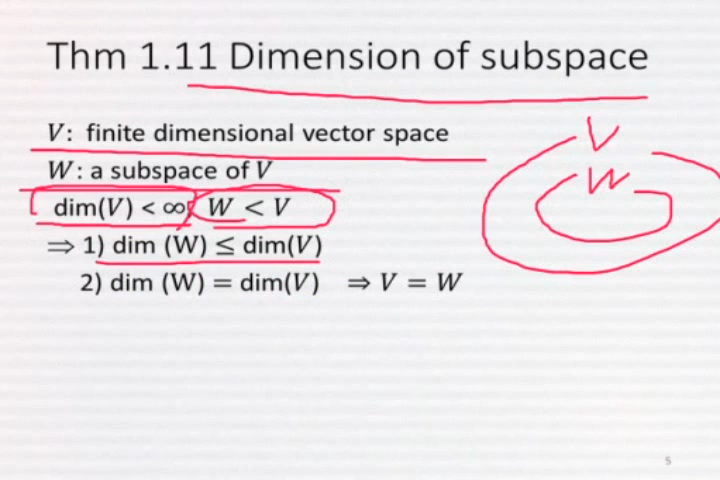 Thm 1.11 Dimension of subspace
V: finite dimensional vector space
W: a subspace of V
dim(V) < ∞, W < V
⇒ 1) dim (W) ≤ dim(V)
2) dim (W) = dim(V) ⇒ V = W
V
W
5